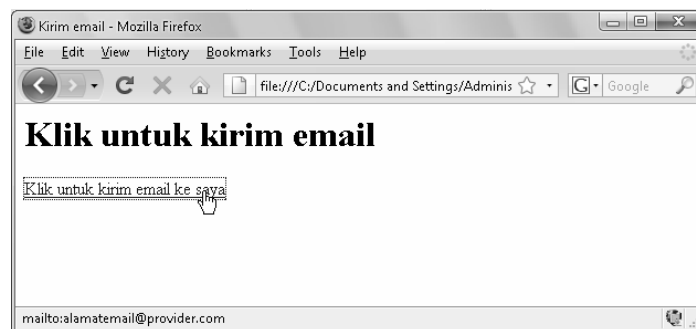 Kirim email - Mozilla Firefox
File Edit View History Bookmarks Tools Help
file:///C:/Documents and Settings/Adminis G Google
Klik untuk kirim email
Klik untuk kirim email ke saya
mailto:alamatemail@provider.com